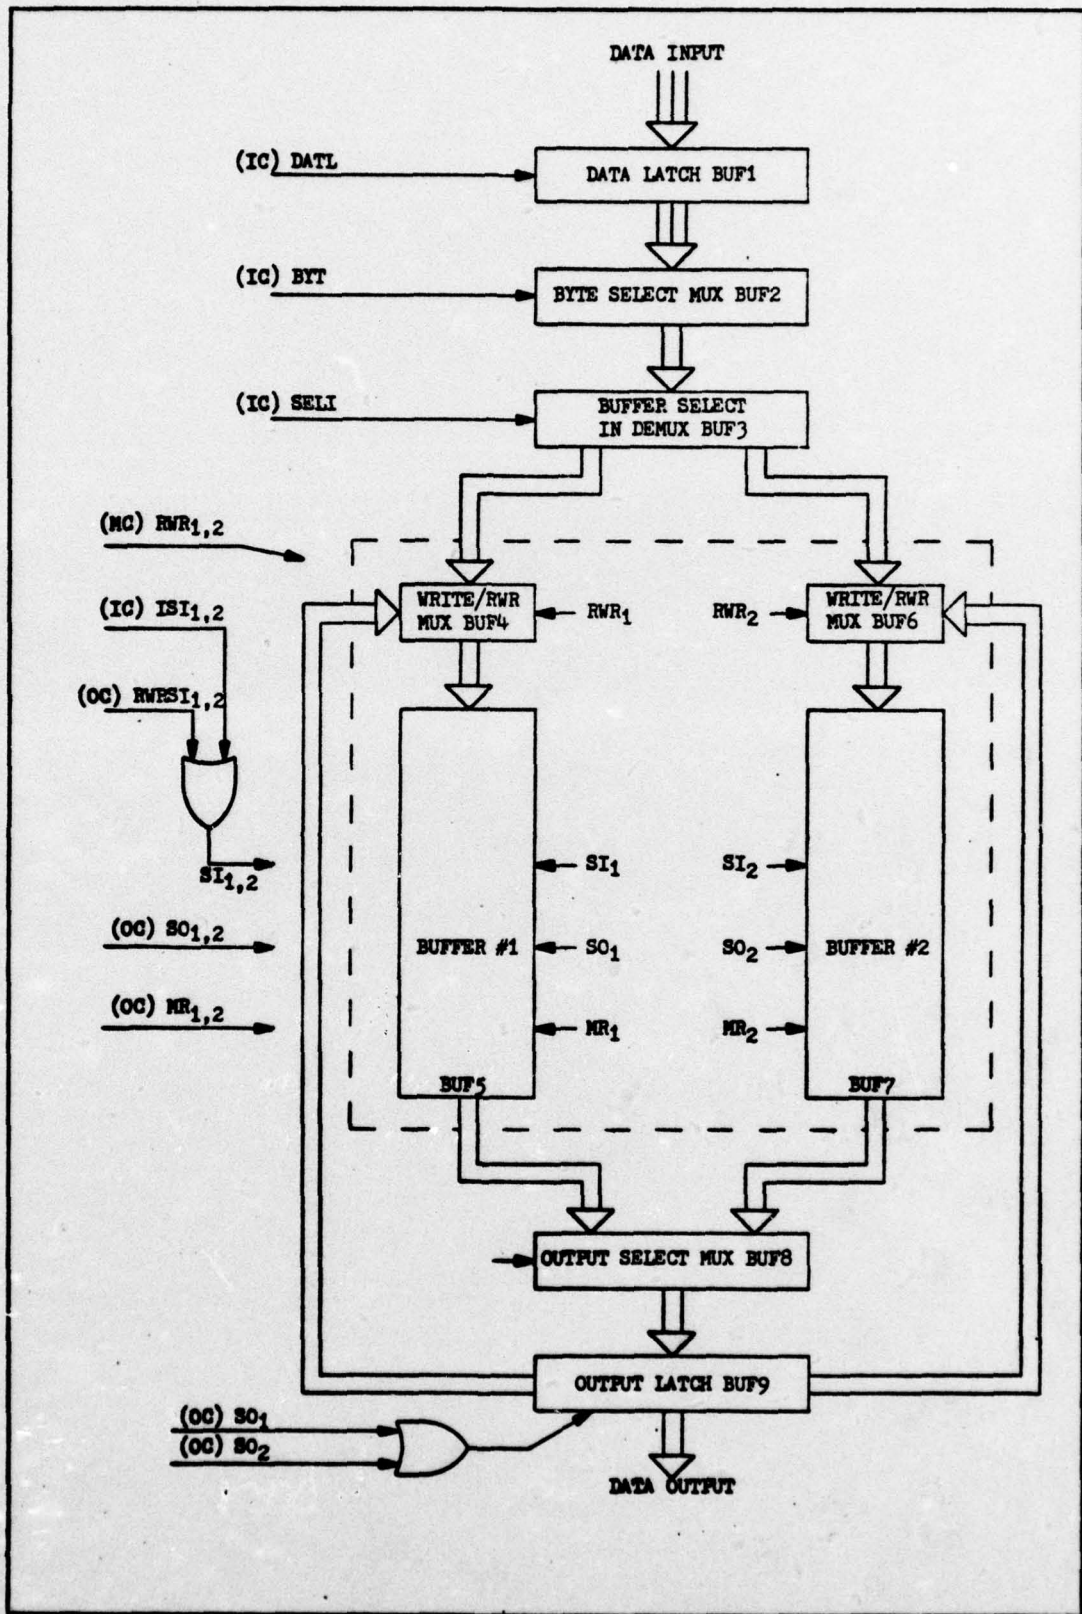 DATA INPUT
(IC) DATL
DATA LATCH BUF1
(IC) BYT
BYTE SELECT MUX BUF2
(IC) SELI
BUFFER SELECT
IN DEMUX BUF3
(MC) RWR1,2
(IC) ISI1,2
WRITE/RWR
MUX BUF4
RWR1
RWR2
WRITE/RWR
MUX BUF6
(OC) RWRSI1,2
SI1,2
SI1
SI2
(OC) SO1,2
BUFFER #1
SO1
SO2
BUFFER #2
(OC) MR1,2
MR1
MR2
BUF5
BUF7
OUTPUT SELECT MUX BUF8
OUTPUT LATCH BUF9
(OC) SO1
(OC) SO2
DATA OUTPUT